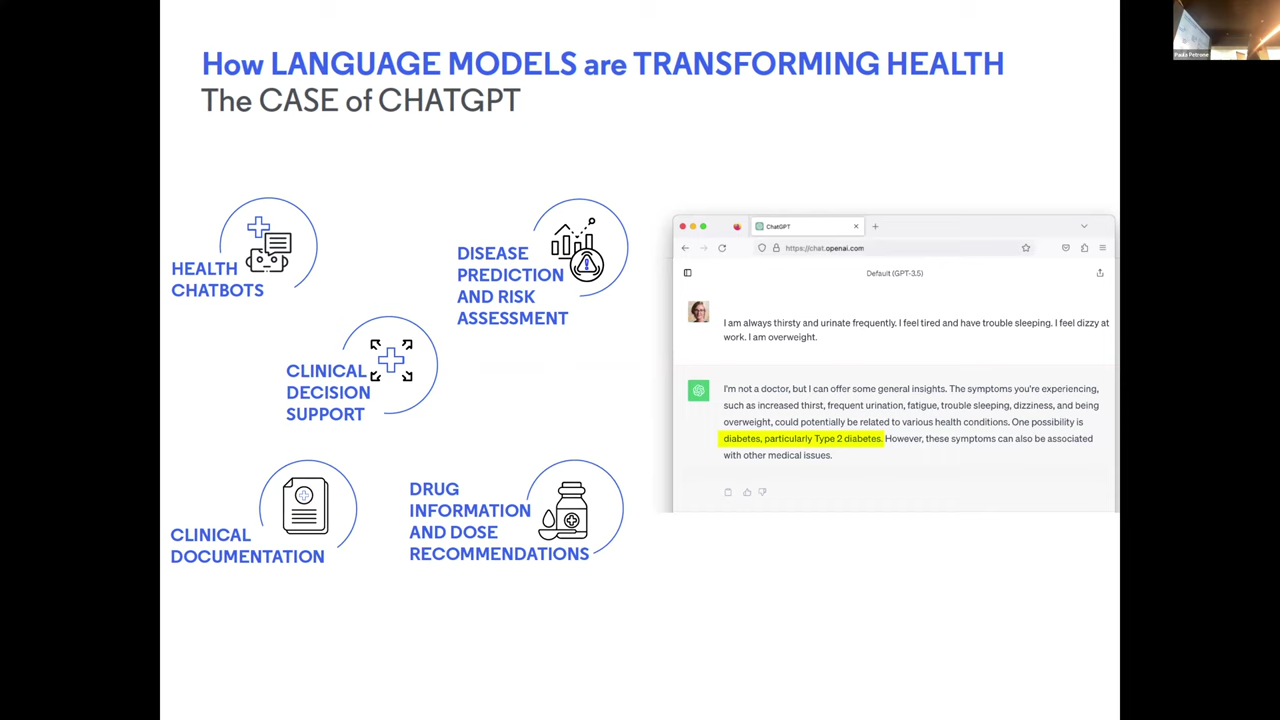 How LANGUAGE MODELS are TRANSFORMING HEALTH
The CASE of CHATGPT
Paula Petrone
HEALTH
CHATBOTS
DISEASE
PREDICTION
AND RISK
ASSESSMENT
CLINICAL
DECISION
SUPPORT
CLINICAL
DOCUMENTATION
DRUG
INFORMATION
AND DOSE
RECOMMENDATIONS
ChatGPT
https://chat.openai.com
Default (GPT-3.5)
I am always thirsty and urinate frequently. I feel tired and have trouble sleeping. I feel dizzy at
work. I am overweight.
I'm not a doctor, but I can offer some general insights. The symptoms you're experiencing,
such as increased thirst, frequent urination, fatigue, trouble sleeping, dizziness, and being
overweight, could potentially be related to various health conditions. One possibility is
diabetes, particularly Type 2 diabetes. However, these symptoms can also be associated
with other medical issues.